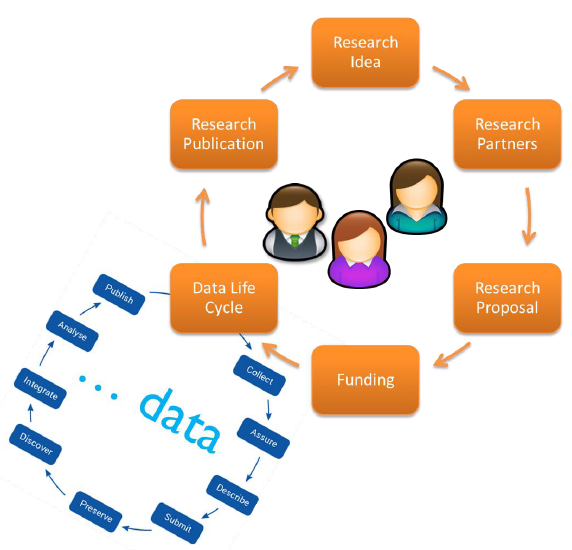 Research
Idea
Research
Partners
Research
Proposal
Funding
Data Life
Cycle
Research
Publication
Publish
Collect
Assure
Describe
Submit
Preserve
Discover
Integrate
Analyse
... data